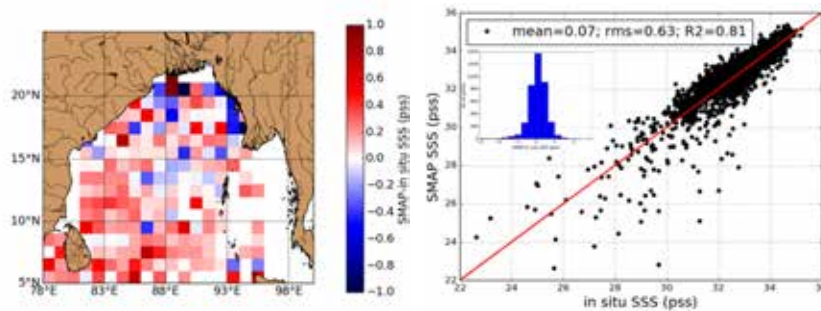 1.0
0.8
0.6
0.4
0.2
0.0
−0.2
−0.4
−0.6
−0.8
−1.0
SMAP-in situ SSS (pss)
20°N
15°N
10°N
5°N
78°E 83°E 88°E 93°E 98°E
mean=0.07; rms=0.63; R2=0.81
36
34
32
30
28
26
24
22
SMAP SSS (pss)
22 24 26 28 30 32 34
in situ SSS (pss)